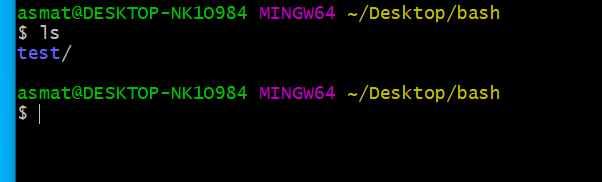 asmat@DESKTOP-NK1O984 MINGW64 ~/Desktop/bash
$ ls
test/
asmat@DESKTOP-NK1O984 MINGW64 ~/Desktop/bash
$